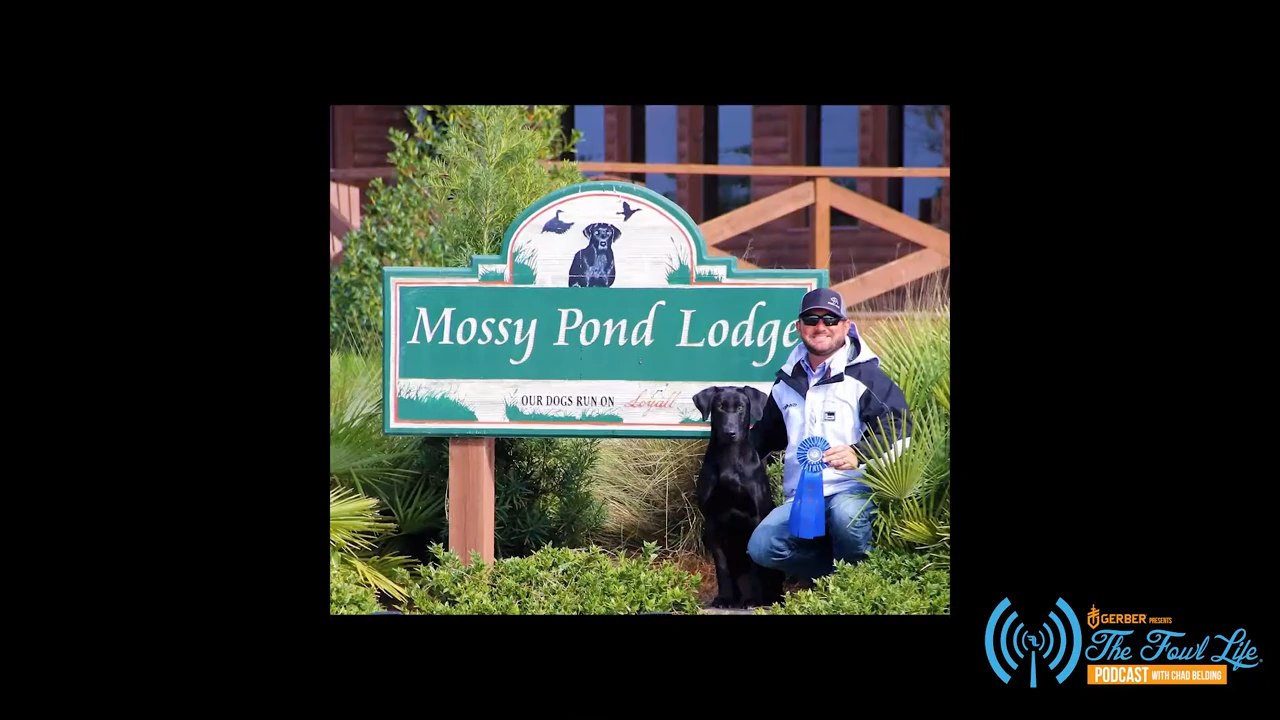 Mossy Pond Lodge
OUR DOGS RUN ON Loyall
GERBER PRESENTS
The Fowl Life
PODCAST WITH CHAD BELDING